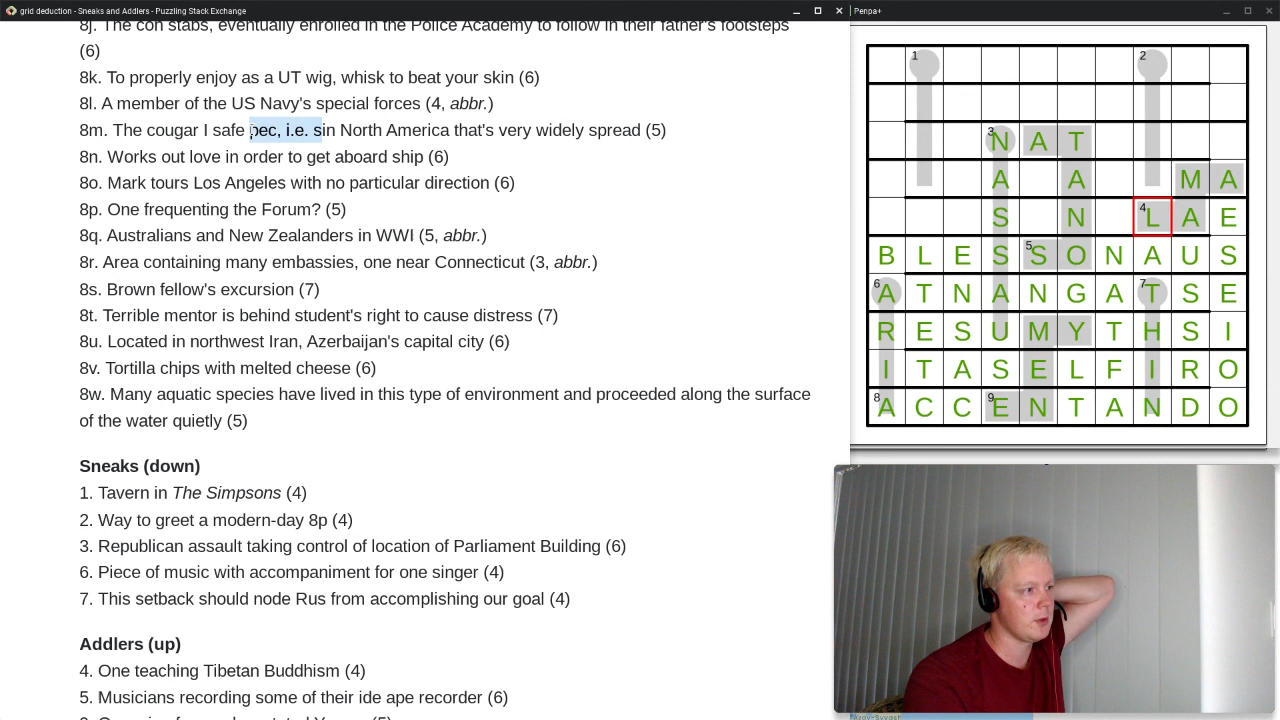 grid deduction - Sneaks and Addlers - Puzzling Stack Exchange
Penpa+
8j. The con stabs, eventually enrolled in the Police Academy to follow in their father's footsteps
(6)
8k. To properly enjoy as a UT wig, whisk to beat your skin (6)
8l. A member of the US Navy's special forces (4, abbr.)
8m. The cougar I safe pec, i.e. sin North America that's very widely spread (5)
8n. Works out love in order to get aboard ship (6)
8o. Mark tours Los Angeles with no particular direction (6)
8p. One frequenting the Forum? (5)
8q. Australians and New Zealanders in WWI (5, abbr.)
8r. Area containing many embassies, one near Connecticut (3, abbr.)
8s. Brown fellow's excursion (7)
8t. Terrible mentor is behind student's right to cause distress (7)
8u. Located in northwest Iran, Azerbaijan's capital city (6)
8v. Tortilla chips with melted cheese (6)
8w. Many aquatic species have lived in this type of environment and proceeded along the surface
of the water quietly (5)
Sneaks (down)
1. Tavern in The Simpsons (4)
2. Way to greet a modern-day 8p (4)
3. Republican assault taking control of location of Parliament Building (6)
6. Piece of music with accompaniment for one singer (4)
7. This setback should node Rus from accomplishing our goal (4)
Addlers (up)
4. One teaching Tibetan Buddhism (4)
5. Musicians recording some of their ide ape recorder (6)
1 2
3 N A T
A A M A
S N 4 L A E
B L E S 5 S O N A U S
6 A T N A N G A 7 T S E
R E S U M Y T H S I
I T A S E L F I R O
8 A C C 9 E N T A N D O